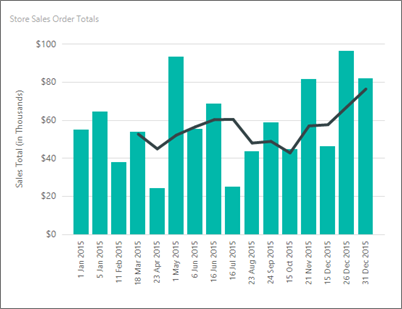 Store Sales Order Totals
$100
$80
$60
$40
$20
$0
Sales Total (in Thousands)
1 Jan 2015
5 Jan 2015
11 Feb 2015
18 Mar 2015
23 Apr 2015
1 May 2015
6 Jun 2015
16 Jun 2015
16 Jul 2015
23 Aug 2015
24 Sep 2015
15 Oct 2015
21 Nov 2015
15 Dec 2015
26 Dec 2015
31 Dec 2015